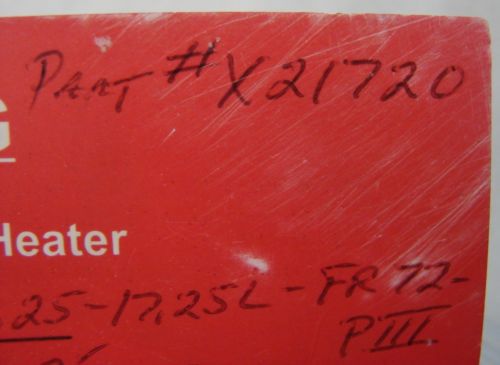 PART # X21720
G
Heater
.25-17.25L-FR72-
PIII